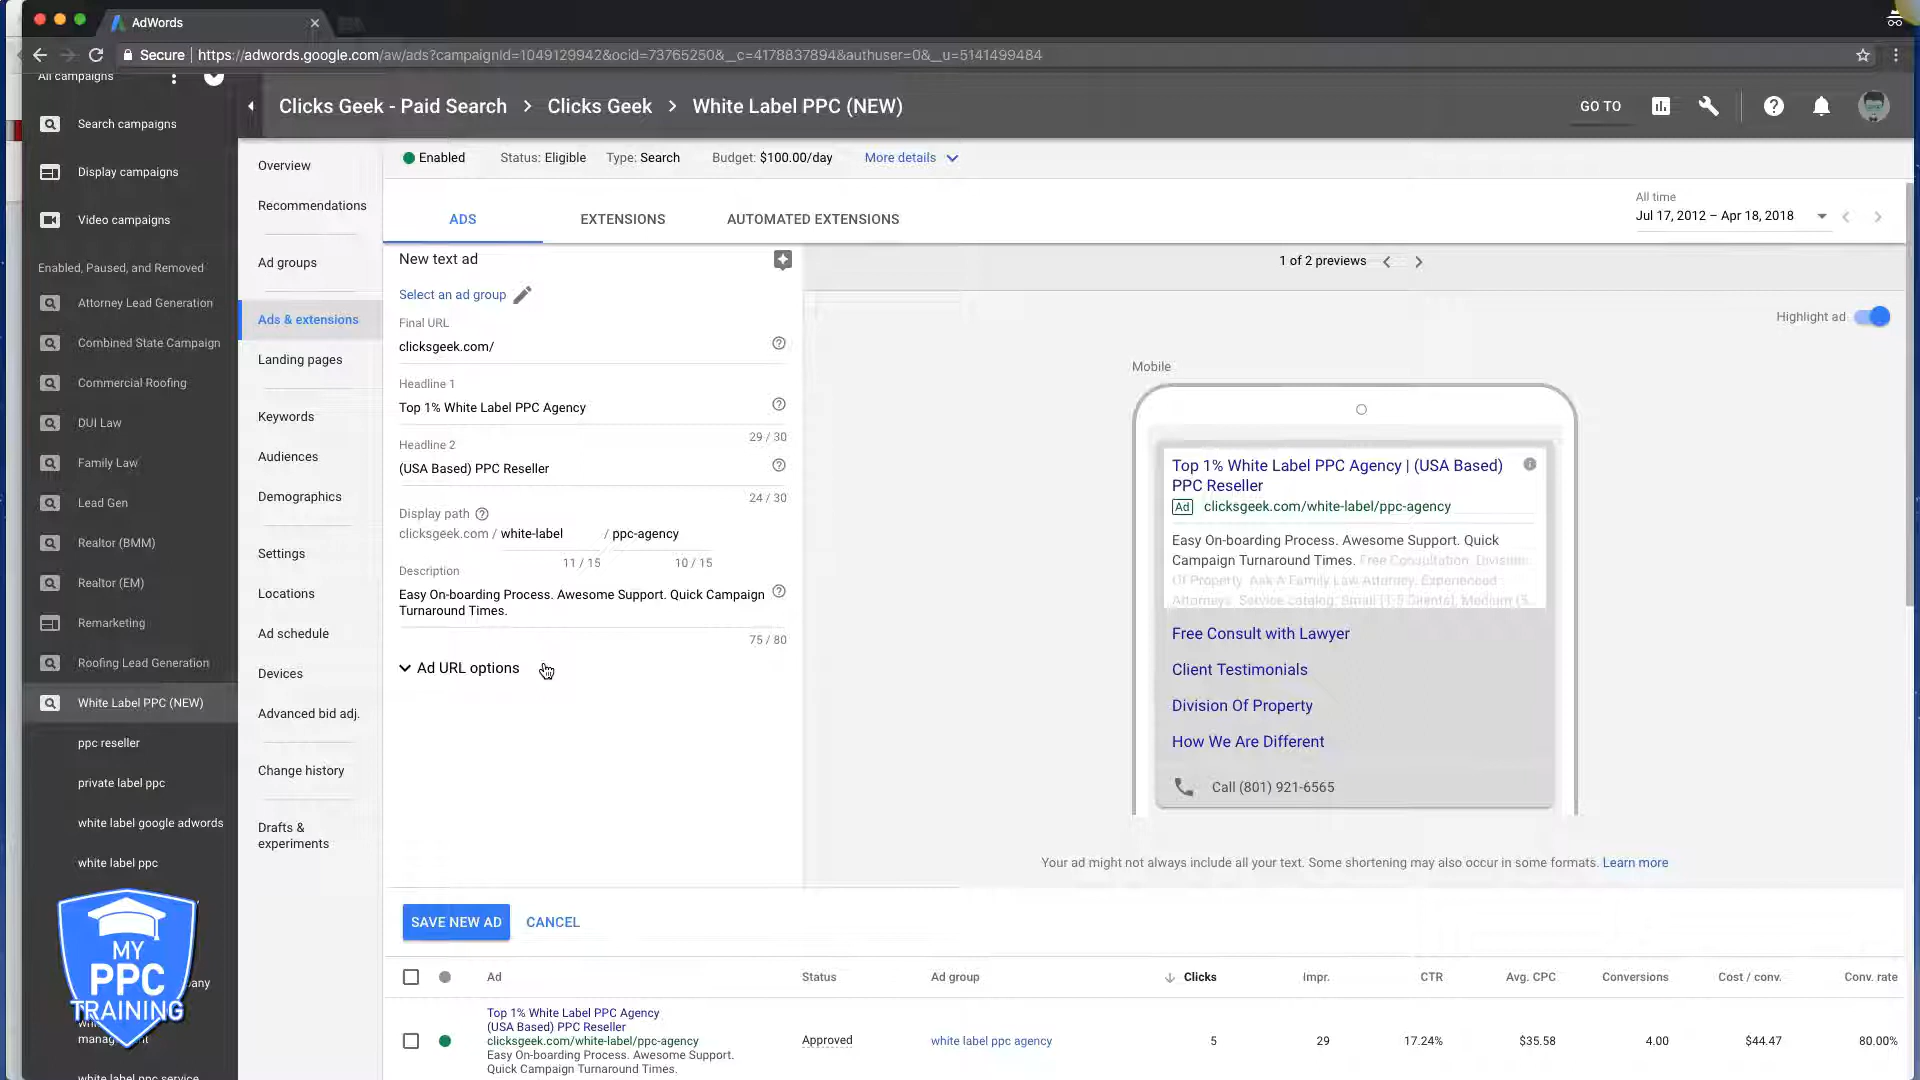 AdWords
Secure https://adwords.google.com/aw/ads?campaignId=1049129942&ocid=73765250&__c=4178837894&authuser=0&__u=5141499484
All campaigns
Clicks Geek - Paid Search > Clicks Geek > White Label PPC (NEW)
GO TO
Search campaigns
Display campaigns
Video campaigns
Enabled, Paused, and Removed
Attorney Lead Generation
Combined State Campaign
Commercial Roofing
DUI Law
Family Law
Lead Gen
Realtor (BMM)
Realtor (EM)
Remarketing
Roofing Lead Generation
White Label PPC (NEW)
ppc reseller
private label ppc
white label google adwords
white label ppc
MY
PPC
TRAINING
white label ppc service
Overview
Recommendations
Ad groups
Ads & extensions
Landing pages
Keywords
Audiences
Demographics
Settings
Locations
Ad schedule
Devices
Advanced bid adj.
Change history
Drafts &
experiments
Enabled Status: Eligible Type: Search Budget: $100.00/day More details
ADS EXTENSIONS AUTOMATED EXTENSIONS
All time
Jul 17, 2012 – Apr 18, 2018
New text ad
Select an ad group
Final URL
clicksgeek.com/
Headline 1
Top 1% White Label PPC Agency
29 / 30
Headline 2
(USA Based) PPC Reseller
24 / 30
Display path
clicksgeek.com / white-label / ppc-agency
11 / 15 10 / 15
Description
Easy On-boarding Process. Awesome Support. Quick Campaign
Turnaround Times.
75 / 80
Ad URL options
1 of 2 previews
Highlight ad
Mobile
Top 1% White Label PPC Agency | (USA Based)
PPC Reseller
Ad clicksgeek.com/white-label/ppc-agency
Easy On-boarding Process. Awesome Support. Quick
Campaign Turnaround Times. Free Consultation. Division
Of Property. Ask A Family Law Attorney. Experienced
Attorneys. Service catalog: Small (1-5 Clients), Medium (5...
Free Consult with Lawyer
Client Testimonials
Division Of Property
How We Are Different
Call (801) 921-6565
Your ad might not always include all your text. Some shortening may also occur in some formats. Learn more
SAVE NEW AD CANCEL
Ad Status Ad group Clicks Impr. CTR Avg. CPC Conversions Cost / conv. Conv. rate
Top 1% White Label PPC Agency
(USA Based) PPC Reseller
clicksgeek.com/white-label/ppc-agency
Easy On-boarding Process. Awesome Support.
Quick Campaign Turnaround Times.
Approved white label ppc agency 5 29 17.24% $35.58 4.00 $44.47 80.00%